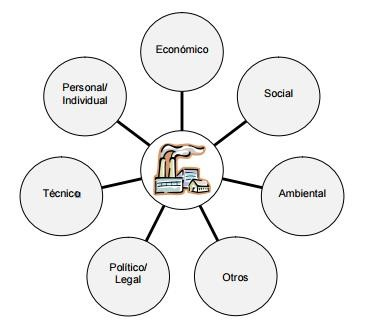 Económico
Personal/
Individual
Social
Técnico
Ambiental
Político/
Legal
Otros